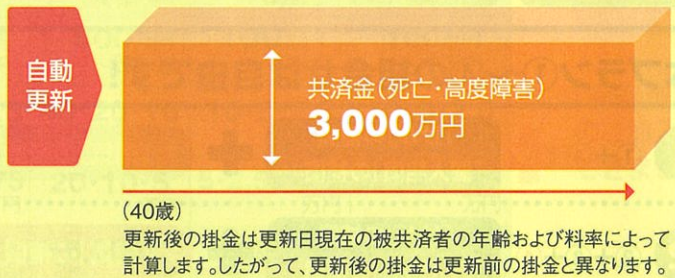 自動
更新
共済金(死亡・高度障害)
3,000万円
(40歳)
更新後の掛金は更新日現在の被共済者の年齢および料率によって
計算します。したがって、更新後の掛金は更新前の掛金と異なります。